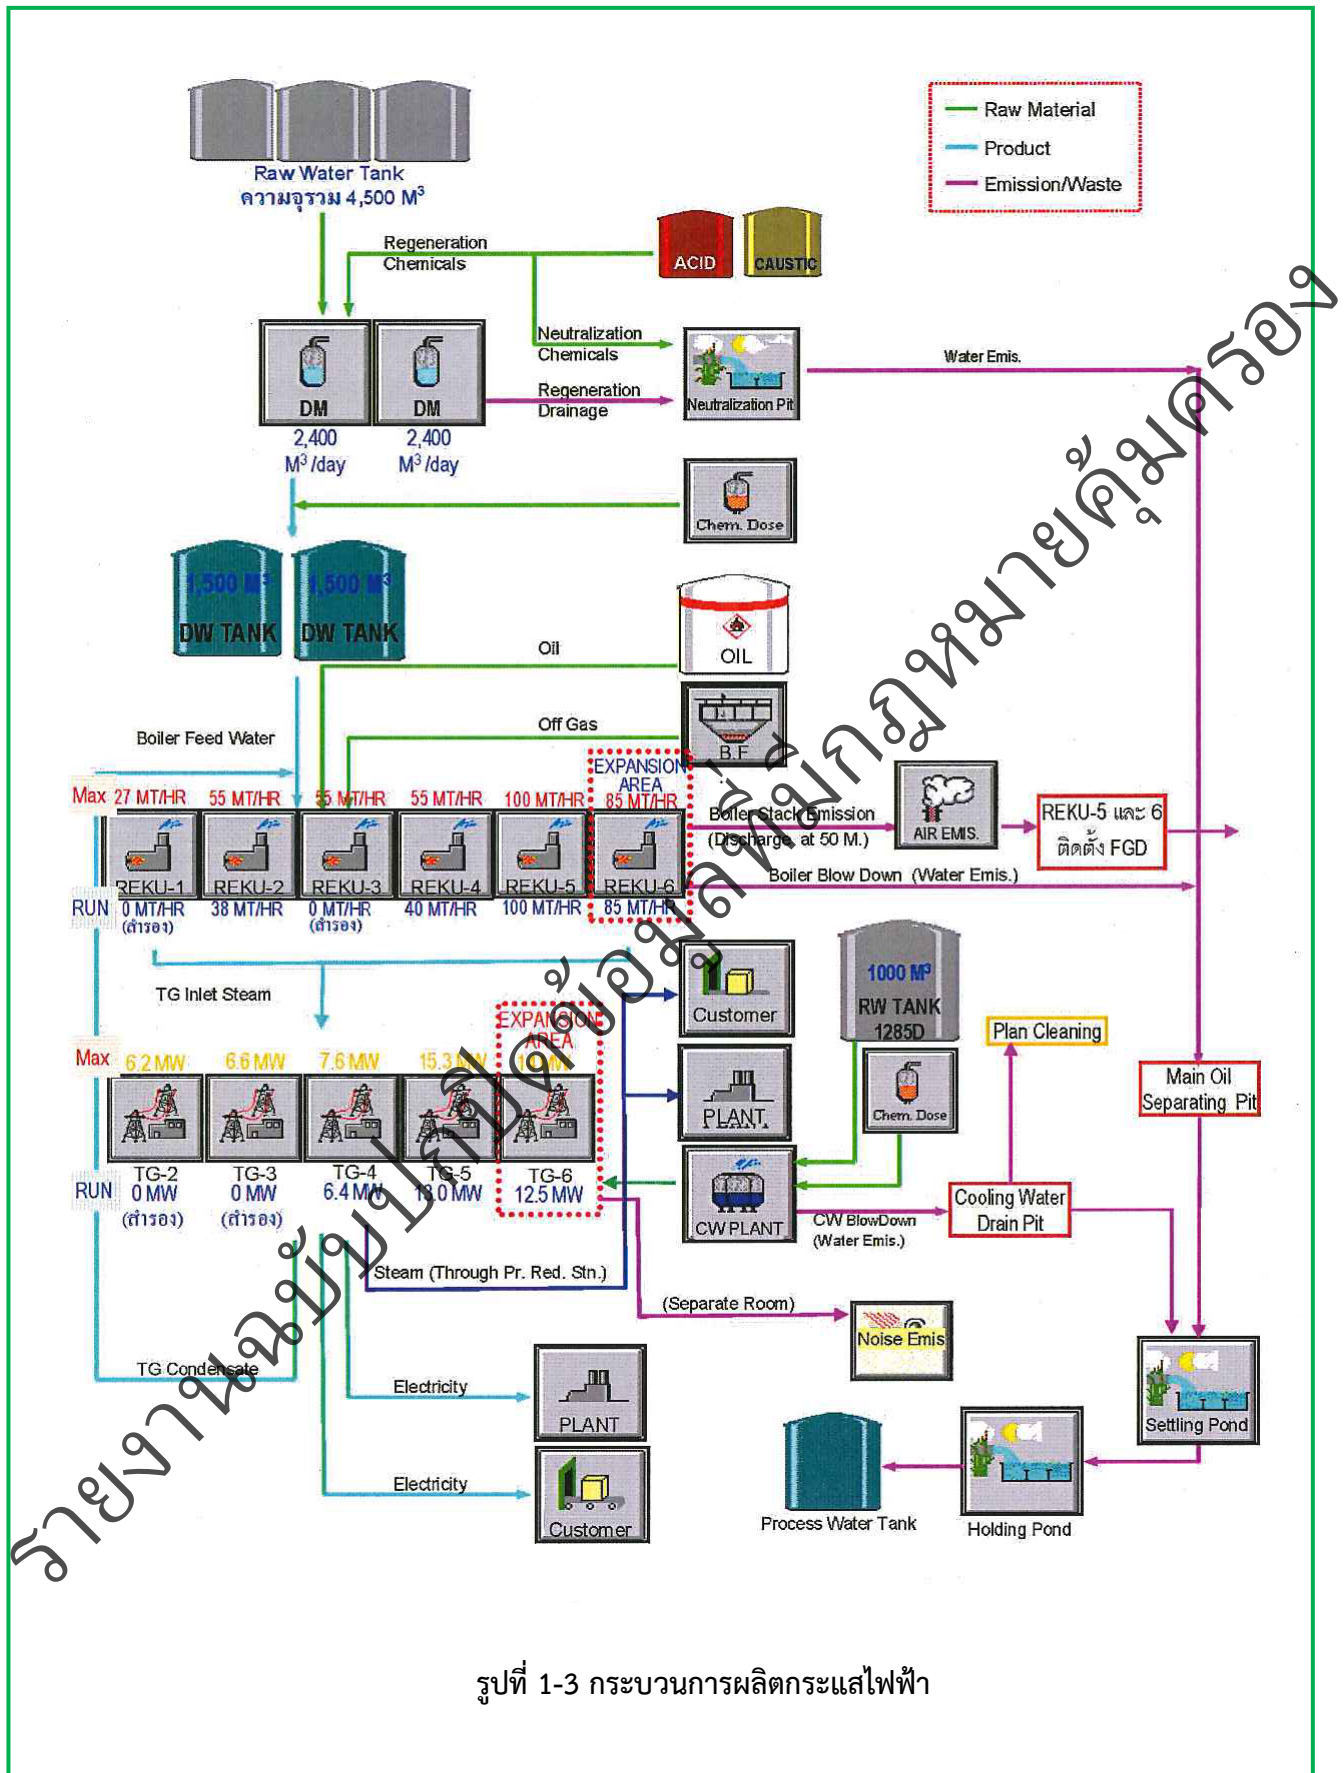 Raw Material
Product
Emission/Waste
Raw Water Tank
ความจุรวม 4,500 M³
Regeneration
Chemicals
ACID
CAUSTIC
Neutralization
Chemicals
Regeneration
Drainage
Neutralization Pit
Water Emis.
DM
DM
2,400
M³/day
2,400
M³/day
Chem. Dose
1,500 M³
DW TANK
1,500 M³
DW TANK
Oil
OIL
Off Gas
B.F
Boiler Feed Water
EXPANSION
AREA
Max 27 MT/HR 55 MT/HR 55 MT/HR 55 MT/HR 100 MT/HR 85 MT/HR
REKU-1 REKU-2 REKU-3 REKU-4 REKU-5 REKU-6
RUN 0 MT/HR 38 MT/HR 0 MT/HR 40 MT/HR 100 MT/HR 85 MT/HR
(สำรอง) (สำรอง)
Boiler Stack Emission
(Discharge at 50 M.)
AIR EMIS.
REKU-5 และ 6
ติดตั้ง FGD
Boiler Blow Down (Water Emis.)
TG Inlet Steam
Customer
1000 M³
RW TANK
1285D
Plan Cleaning
EXPANSION
AREA
Max 6.2 MW 6.6 MW 7.6 MW 15.3 MW
TG-2 TG-3 TG-4 TG-5 TG-6
RUN 0 MW 0 MW 6.4 MW 13.0 MW 12.5 MW
(สำรอง) (สำรอง)
PLANT
Chem. Dose
Main Oil
Separating Pit
CW PLANT
CW BlowDown
(Water Emis.)
Cooling Water
Drain Pit
Steam (Through Pr. Red. Stn.)
(Separate Room)
Noise Emis
TG Condensate
Electricity
PLANT
Electricity
Customer
Settling Pond
Process Water Tank
Holding Pond
รายงานฉบับปกปิดข้อมูลที่มีกฎหมายคุ้มครอง
รูปที่ 1-3 กระบวนการผลิตกระแสไฟฟ้า